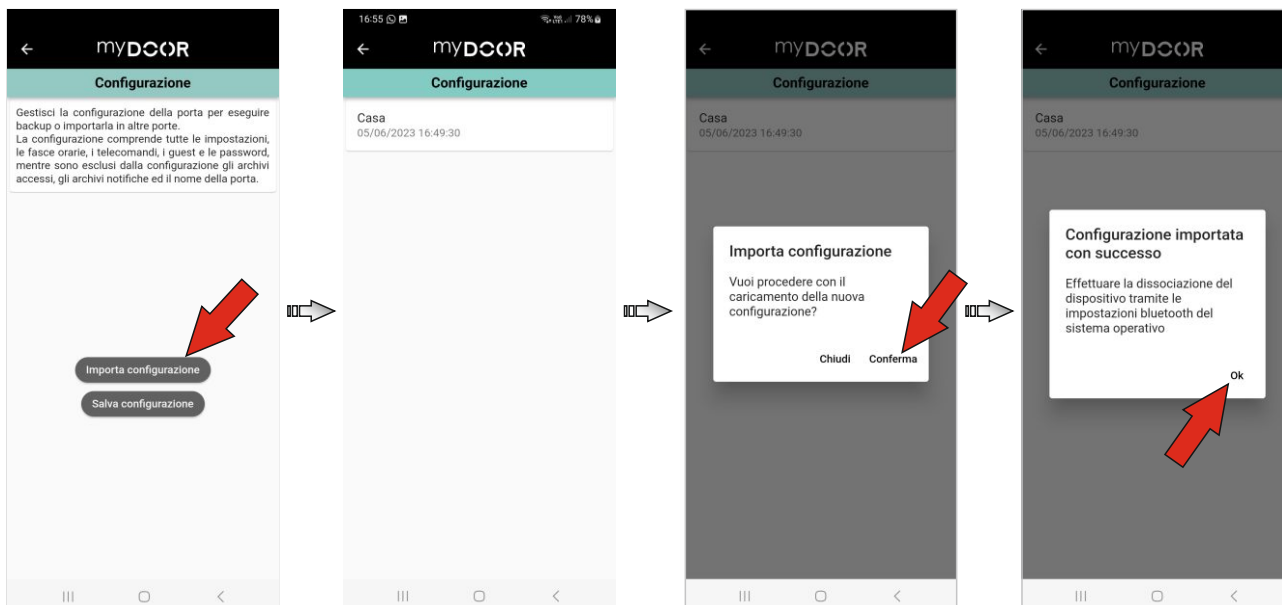 myDOOR
Configurazione
Gestisci la configurazione della porta per eseguire
backup o importarla in altre porte.
La configurazione comprende tutte le impostazioni,
le fasce orarie, i telecomandi, i guest e le password,
mentre sono esclusi dalla configurazione gli archivi
accessi, gli archivi notifiche ed il nome della porta.
Importa configurazione
Salva configurazione
16:55 78%
myDOOR
Configurazione
Casa
05/06/2023 16:49:30
myDOOR
Configurazione
Casa
05/06/2023 16:49:30
Importa configurazione
Vuoi procedere con il
caricamento della nuova
configurazione?
Chiudi Conferma
myDOOR
Configurazione
Casa
05/06/2023 16:49:30
Configurazione importata
con successo
Effettuare la dissociazione del
dispositivo tramite le
impostazioni bluetooth del
sistema operativo
Ok